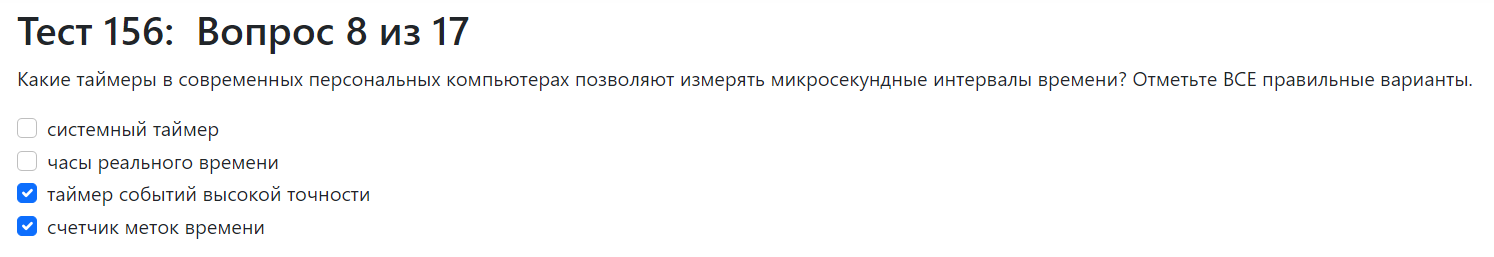 Тест 156: Вопрос 8 из 17
Какие таймеры в современных персональных компьютерах позволяют измерять микросекундные интервалы времени? Отметьте ВСЕ правильные варианты.
системный таймер
часы реального времени
таймер событий высокой точности
счетчик меток времени